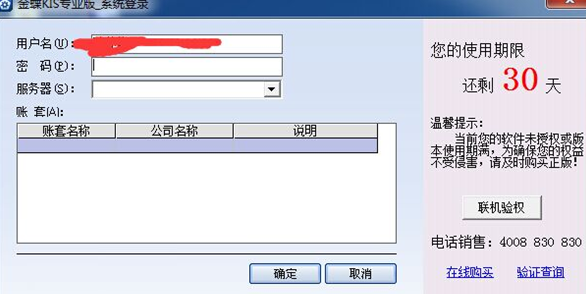 金蝶KIS专业版_系统登录
用户名(U):
密  码(P):
服务器(S):
账  套(A):
账套名称 公司名称 说明
确定 取消
您的使用期限
还剩 30 天
温馨提示:
当前您的软件未授权或版
本使用期满，为确保您的权益
不受侵害，请及时购买正版!
联机验权
电话销售: 4008 830 830
在线购买 验证查询